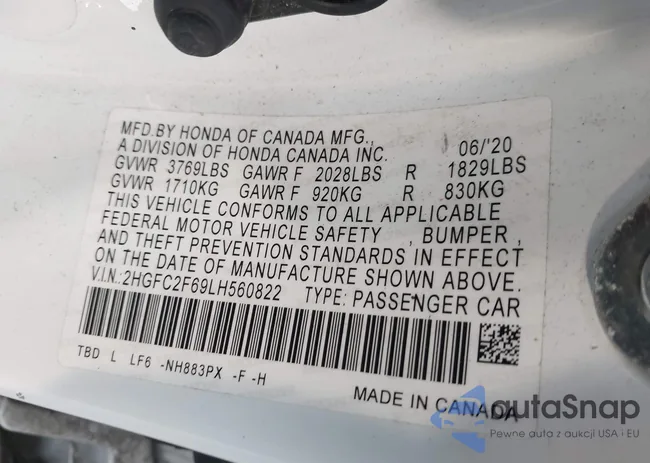 MFD.BY HONDA OF CANADA MFG., 06/'20
A DIVISION OF HONDA CANADA INC.
GVWR 3769LBS GAWR F 2028LBS R 1829LBS
GVWR 1710KG GAWR F 920KG R 830KG
THIS VEHICLE CONFORMS TO ALL APPLICABLE
FEDERAL MOTOR VEHICLE SAFETY , BUMPER ,
AND THEFT PREVENTION STANDARDS IN EFFECT
ON THE DATE OF MANUFACTURE SHOWN ABOVE.
V.I.N.:2HGFC2F69LH560822 TYPE: PASSENGER CAR
TBD L LF6 -NH883PX -F -H
MADE IN CANADA
autoSnap
Pewne auta z aukcji USA i EU